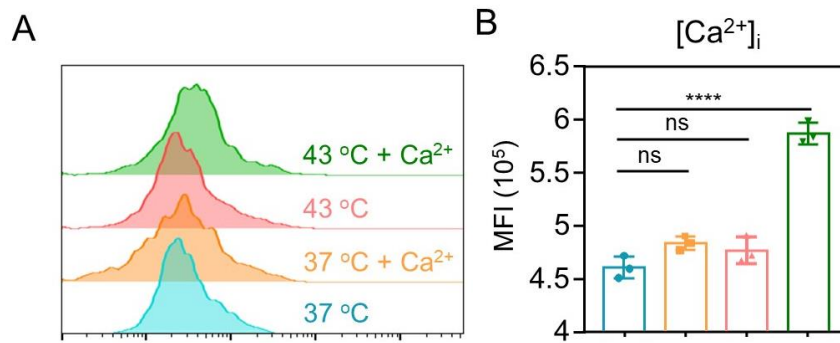 A
43 °C + Ca²⁺
43 °C
37 °C + Ca²⁺
37 °C
B
[Ca²⁺]ᵢ
MFI (10⁵)
6.5
6
5.5
5
4.5
4
****
ns
ns